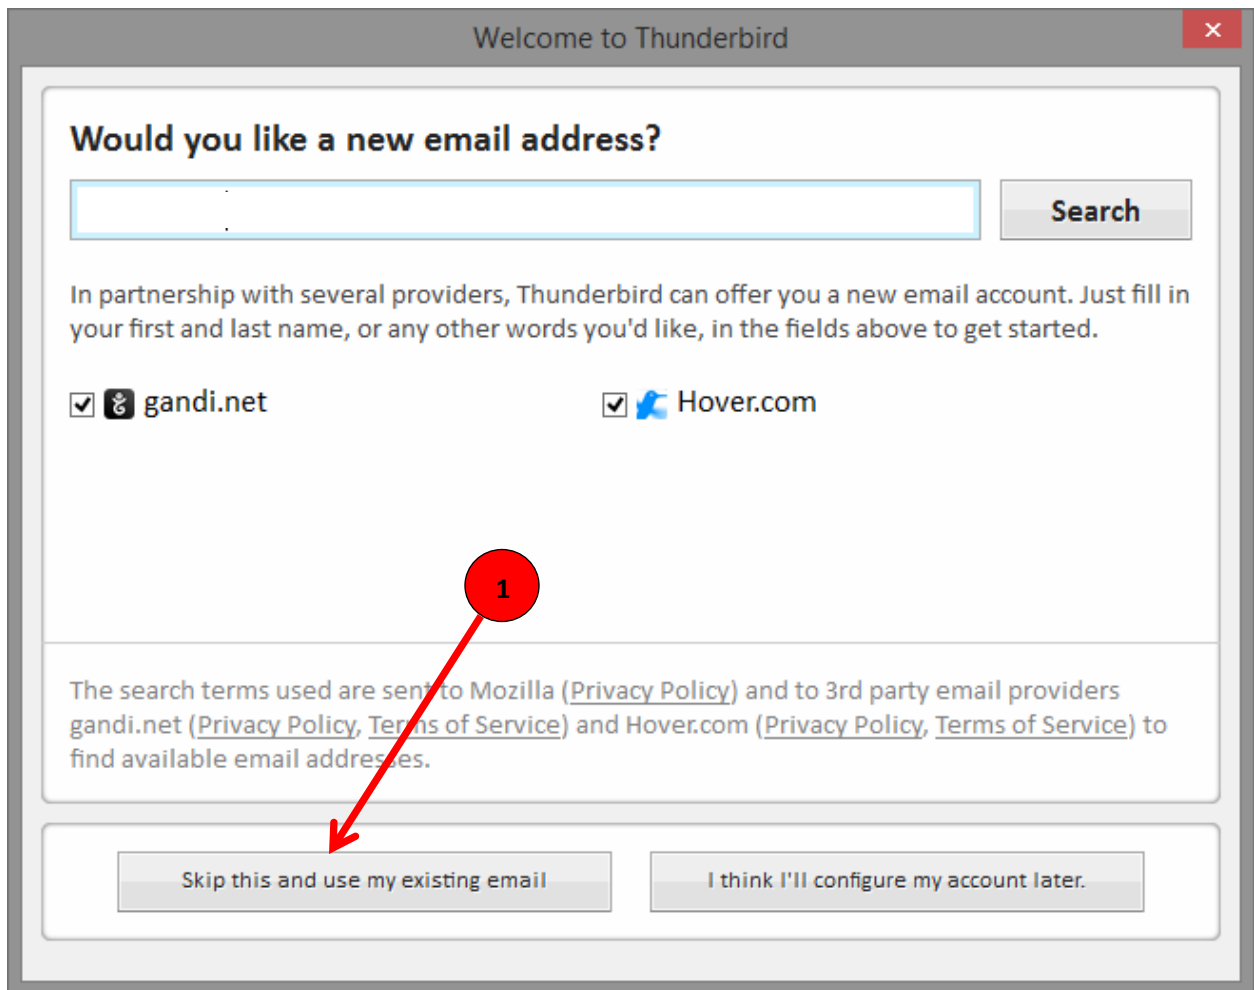 Welcome to Thunderbird
Would you like a new email address?
Search
In partnership with several providers, Thunderbird can offer you a new email account. Just fill in
your first and last name, or any other words you'd like, in the fields above to get started.
gandi.net
Hover.com
1
The search terms used are sent to Mozilla (Privacy Policy) and to 3rd party email providers
gandi.net (Privacy Policy, Terms of Service) and Hover.com (Privacy Policy, Terms of Service) to
find available email addresses.
Skip this and use my existing email
I think I'll configure my account later.